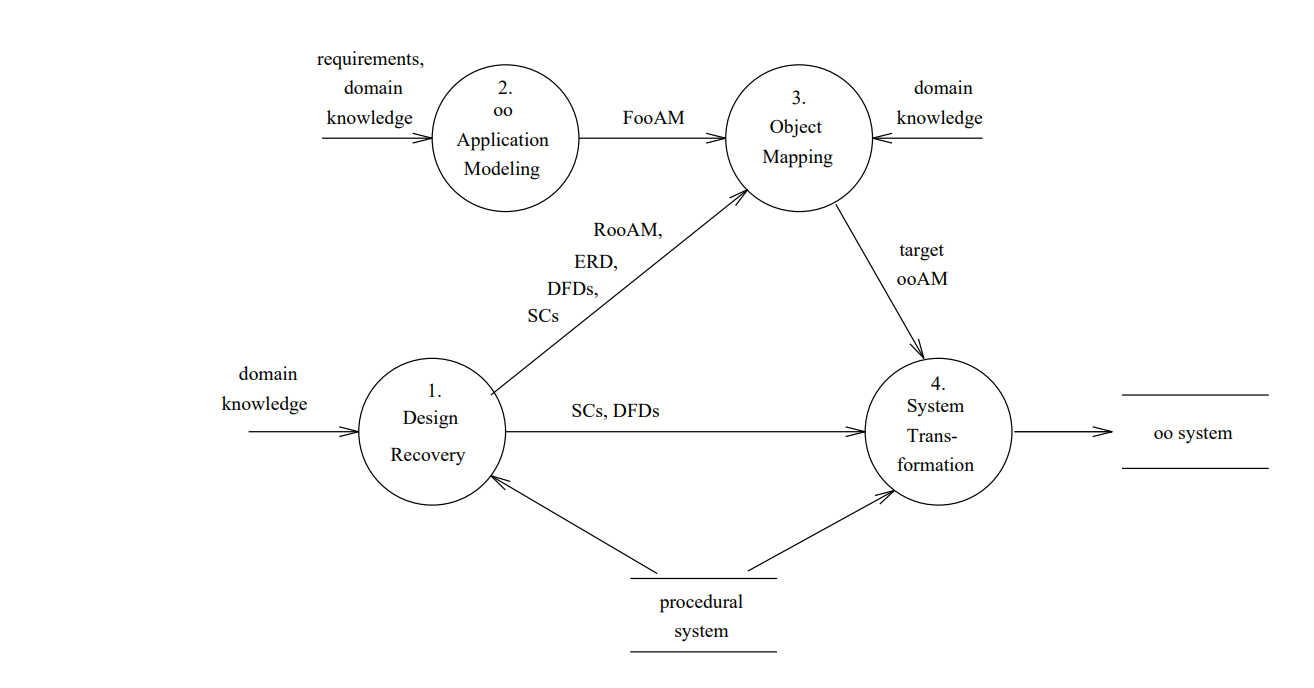 requirements,
domain
knowledge
2.
oo
Application
Modeling
FooAM
3.
Object
Mapping
domain
knowledge
RooAM,
ERD,
DFDs,
SCs
target
ooAM
domain
knowledge
1.
Design
Recovery
SCs, DFDs
4.
System
Trans-
formation
oo system
procedural
system